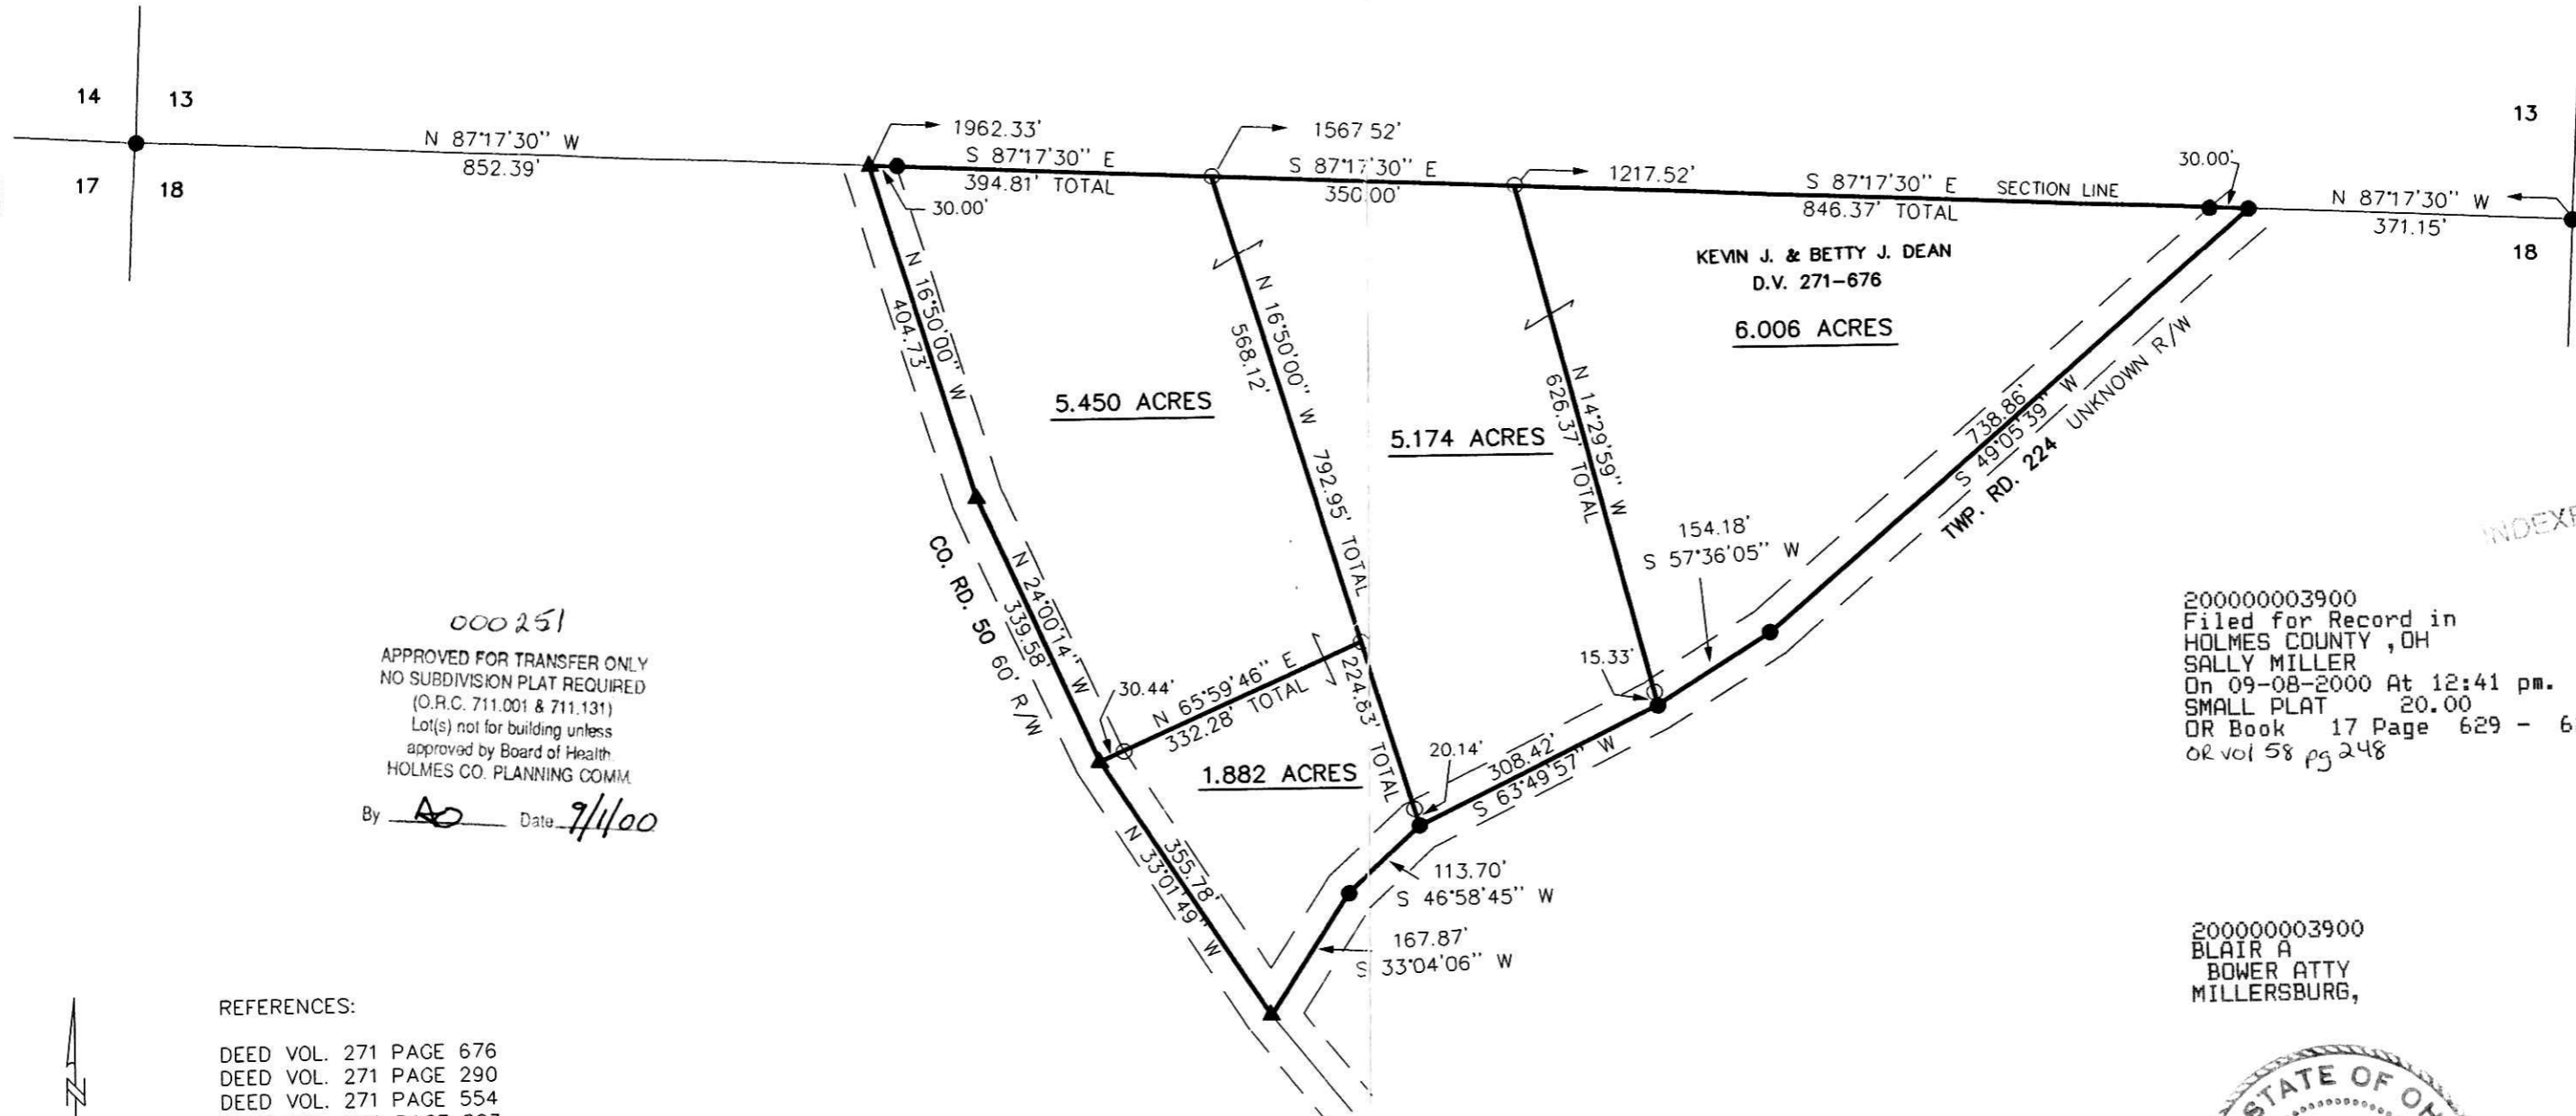 14
13
17
18
N 87°17'30" W
852.39'
1962.33'
S 87°17'30" E
394.81' TOTAL
30.00'
1567.52'
S 87°17'30" E
350.00'
1217.52'
S 87°17'30" E SECTION LINE
846.37' TOTAL
30.00'
N 87°17'30" W
371.15'
13
18
KEVIN J. & BETTY J. DEAN
D.V. 271-676
6.006 ACRES
N 16°50'00" W
404.73'
5.450 ACRES
N 16°50'00" W 792.95' TOTAL
568.12'
5.174 ACRES
N 14°29'59" W
626.37' TOTAL
738.86'
S 49°05'39" W
TWP. RD. 224 UNKNOWN R/W
154.18'
S 57°36'05" W
15.33'
N 24°00'14" W
339.58'
CO. RD. 50 60' R/W
30.44'
N 65°59'46" E
332.28' TOTAL
224.83' TOTAL
1.882 ACRES
20.14'
308.42'
S 63°49'57" W
113.70'
S 46°58'45" W
167.87'
S 33°04'06" W
355.78'
N 33°01'49" W
000251
APPROVED FOR TRANSFER ONLY
NO SUBDIVISION PLAT REQUIRED
(O.R.C. 711.001 & 711.131)
Lot(s) not for building unless
approved by Board of Health
HOLMES CO. PLANNING COMM.
By Date 9/1/00
200000003900
Filed for Record in
HOLMES COUNTY ,OH
SALLY MILLER
On 09-08-2000 At 12:41 pm.
SMALL PLAT 20.00
OR Book 17 Page 629 - 6
OR vol 58 pg 248
200000003900
BLAIR A
BOWER ATTY
MILLERSBURG,
REFERENCES:
DEED VOL. 271 PAGE 676
DEED VOL. 271 PAGE 290
DEED VOL. 271 PAGE 554
N
STATE OF